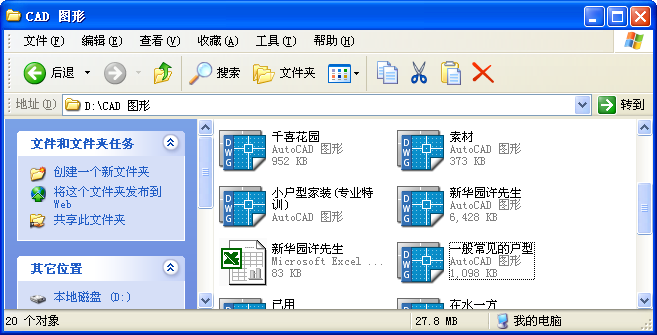 CAD 图形
文件(F) 编辑(E) 查看(V) 收藏(A) 工具(T) 帮助(H)
后退 搜索 文件夹
地址(D) D:\CAD 图形 转到
文件和文件夹任务
创建一个新文件夹
将这个文件夹发布到
Web
共享此文件夹
其它位置
本地磁盘 (D:)
千喜花园
AutoCAD 图形
952 KB
素材
AutoCAD 图形
373 KB
小户型家装(专业特
训)
AutoCAD 图形
新华园许先生
AutoCAD 图形
6,428 KB
新华园许先生
Microsoft Excel ...
83 KB
一般常见的户型
AutoCAD 图形
1,098 KB
已用
在水一方
20 个对象 27.8 MB 我的电脑